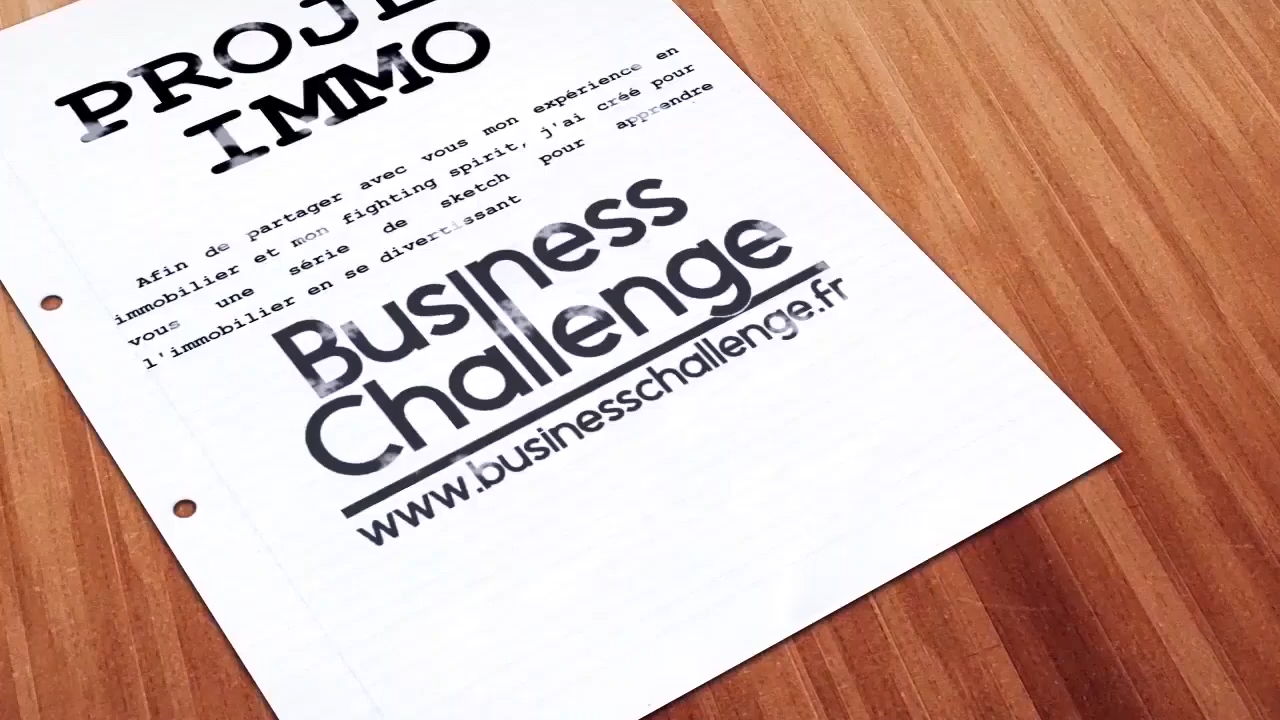 PROJE
IMMO
Afin de partager avec vous mon expérience en
immobilier et mon fighting spirit, j'ai créé pour
vous une série de sketch pour apprendre
l'immobilier en se divertissant
Business
Challenge
www.businesschallenge.fr